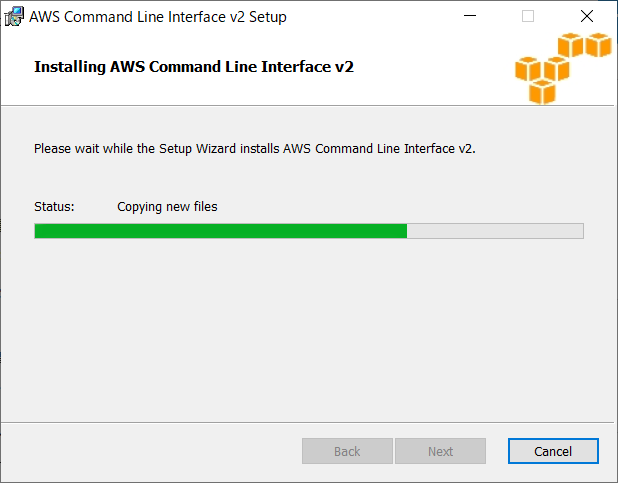 AWS Command Line Interface v2 Setup
Installing AWS Command Line Interface v2
Please wait while the Setup Wizard installs AWS Command Line Interface v2.
Status: Copying new files
Back Next Cancel